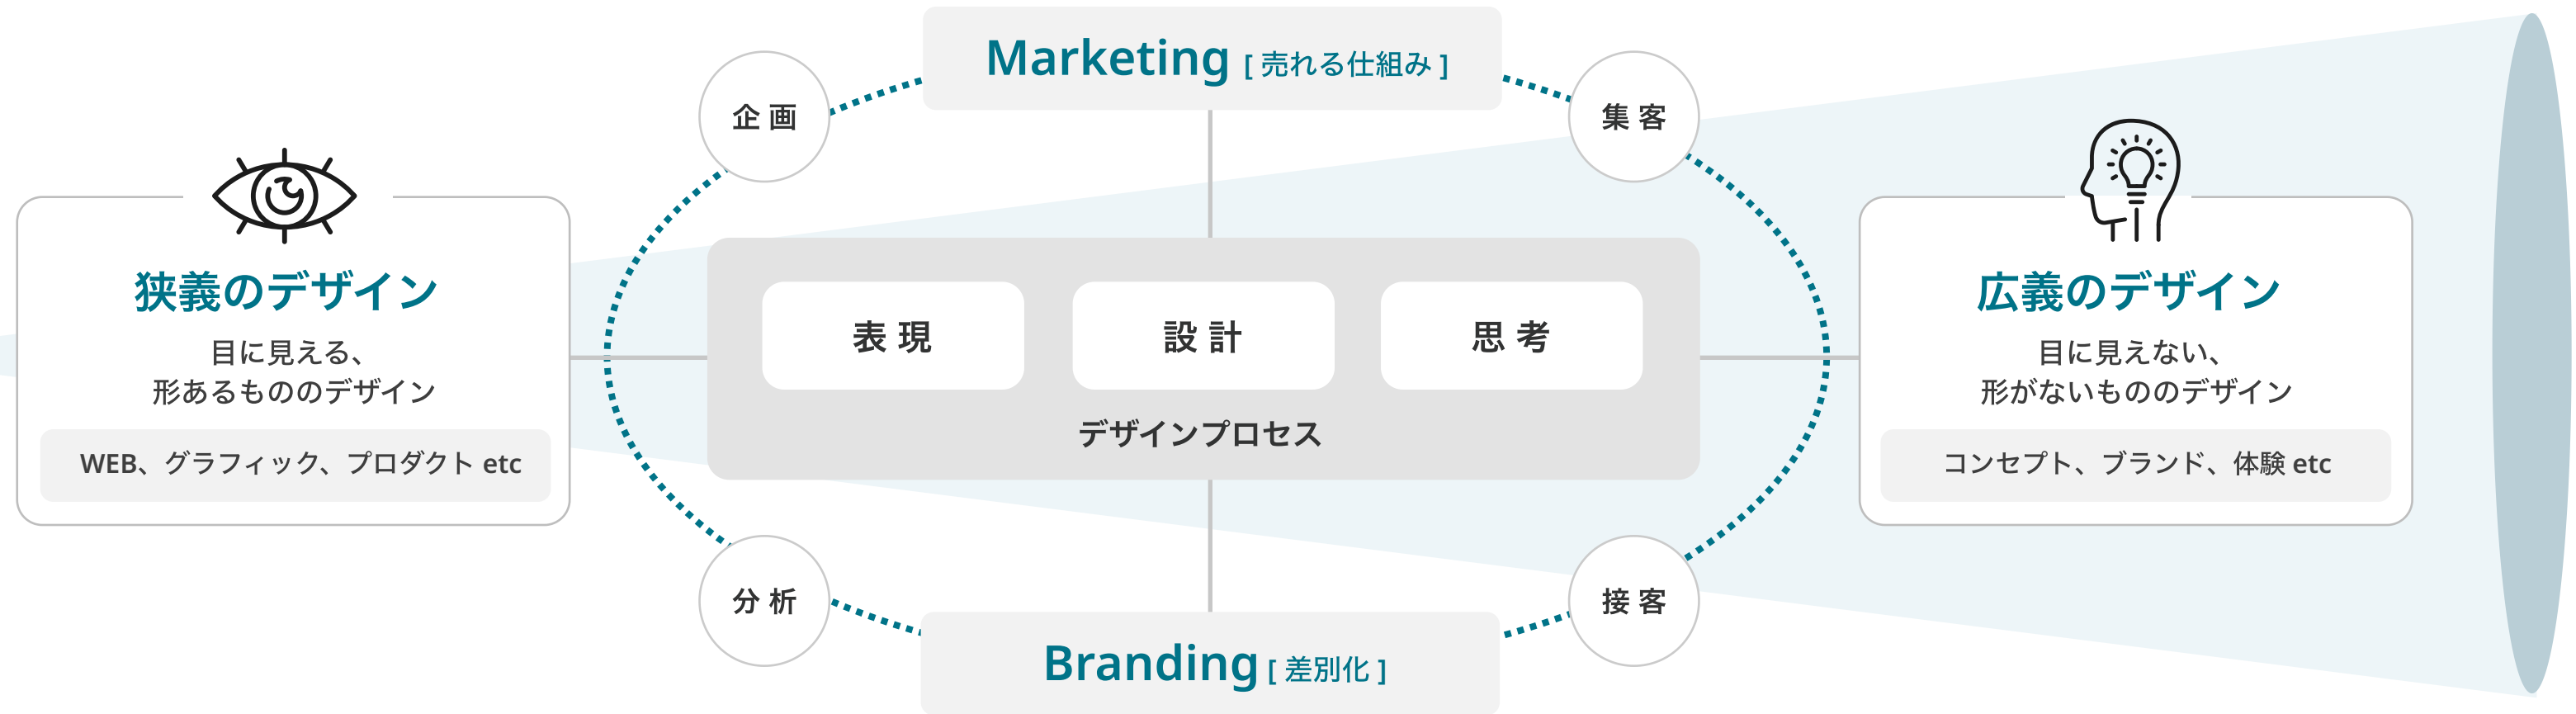 Marketing [ 売れる仕組み ]
企画
集客
狭義のデザイン
目に見える、
形あるもののデザイン
WEB、グラフィック、プロダクト etc
表現
設計
思考
デザインプロセス
広義のデザイン
目に見えない、
形がないもののデザイン
コンセプト、ブランド、体験 etc
分析
接客
Branding [ 差別化 ]